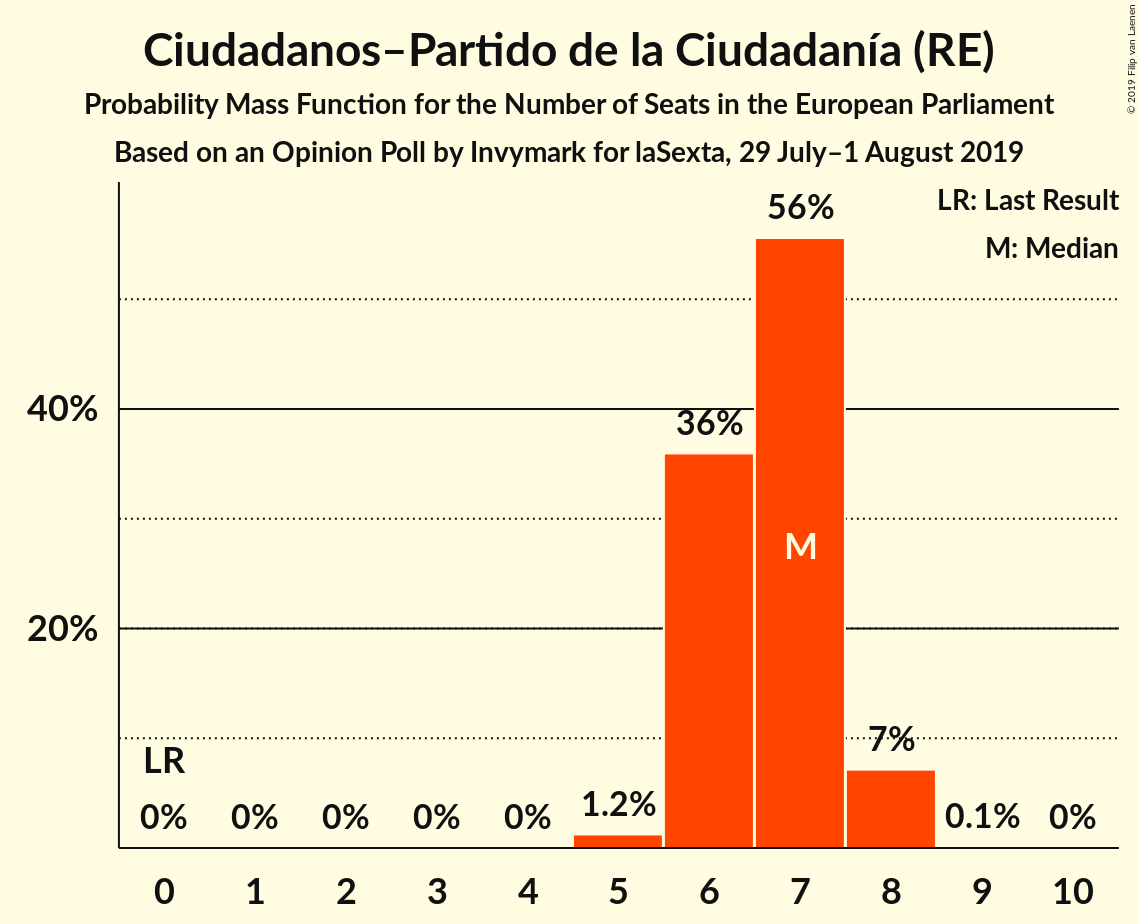 Ciudadanos–Partido de la Ciudadanía (RE)
Probability Mass Function for the Number of Seats in the European Parliament
Based on an Opinion Poll by Invymark for laSexta, 29 July–1 August 2019
© 2019 Filip van Laenen
LR: Last Result
M: Median
56%
40%
36%
M
20%
7%
LR
1.2%
0% 0% 0% 0% 0% 0.1% 0%
0 1 2 3 4 5 6 7 8 9 10